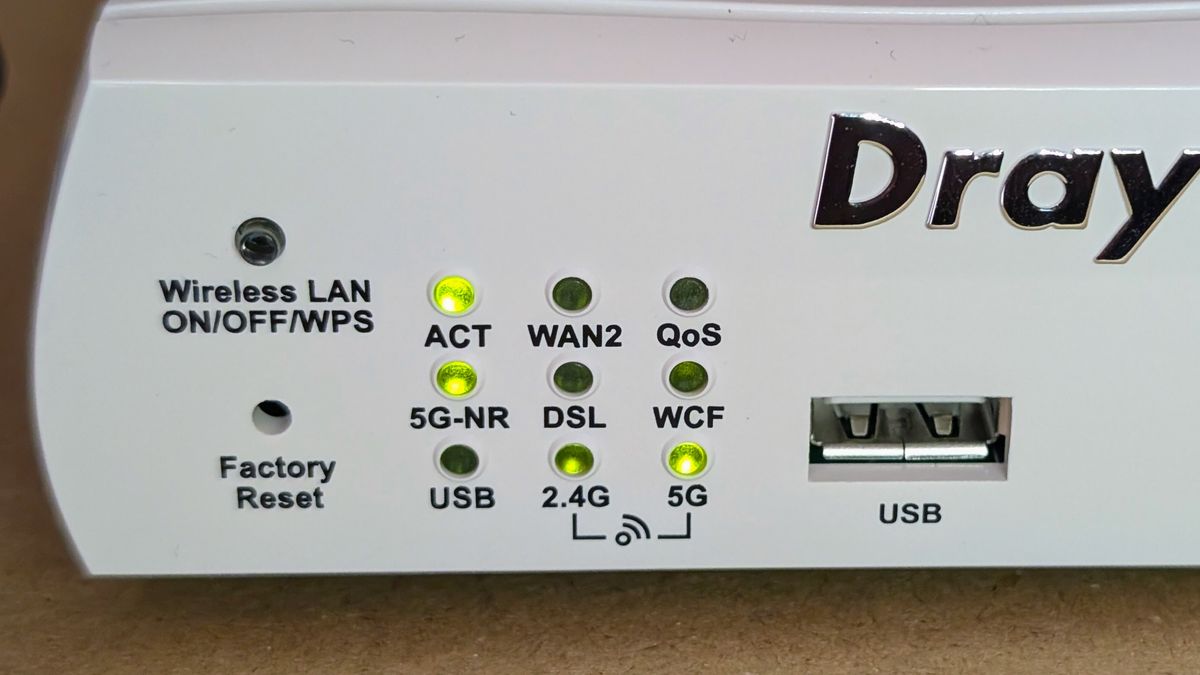 Dray
Wireless LAN
ON/OFF/WPS
ACT WAN2 QoS
5G-NR DSL WCF
Factory
Reset
USB 2.4G 5G
USB